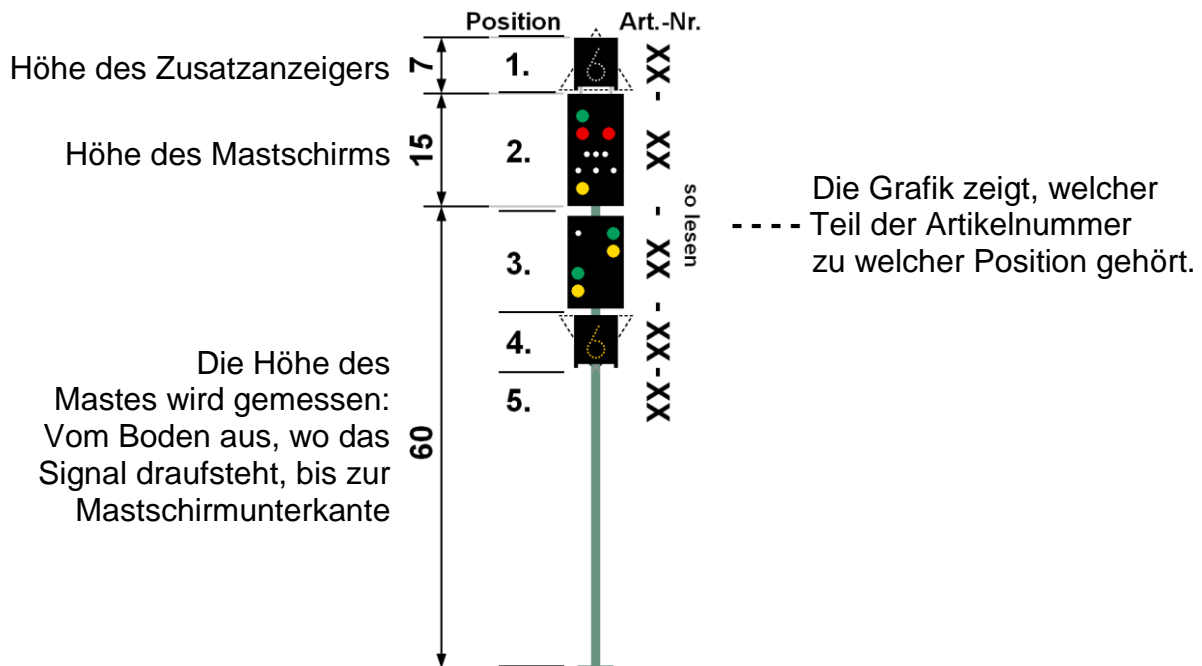 Position Art.-Nr.
Höhe des Zusatzanzeigers 7 1. 6 XX
-
Höhe des Mastschirms 15 2. XX
-
3. XX
so lesen
---- Die Grafik zeigt, welcher
Teil der Artikelnummer
zu welcher Position gehört.
-
4. 6 XX
-
5. XX
Die Höhe des
Mastes wird gemessen:
Vom Boden aus, wo das
Signal draufsteht, bis zur
Mastschirmunterkante
60